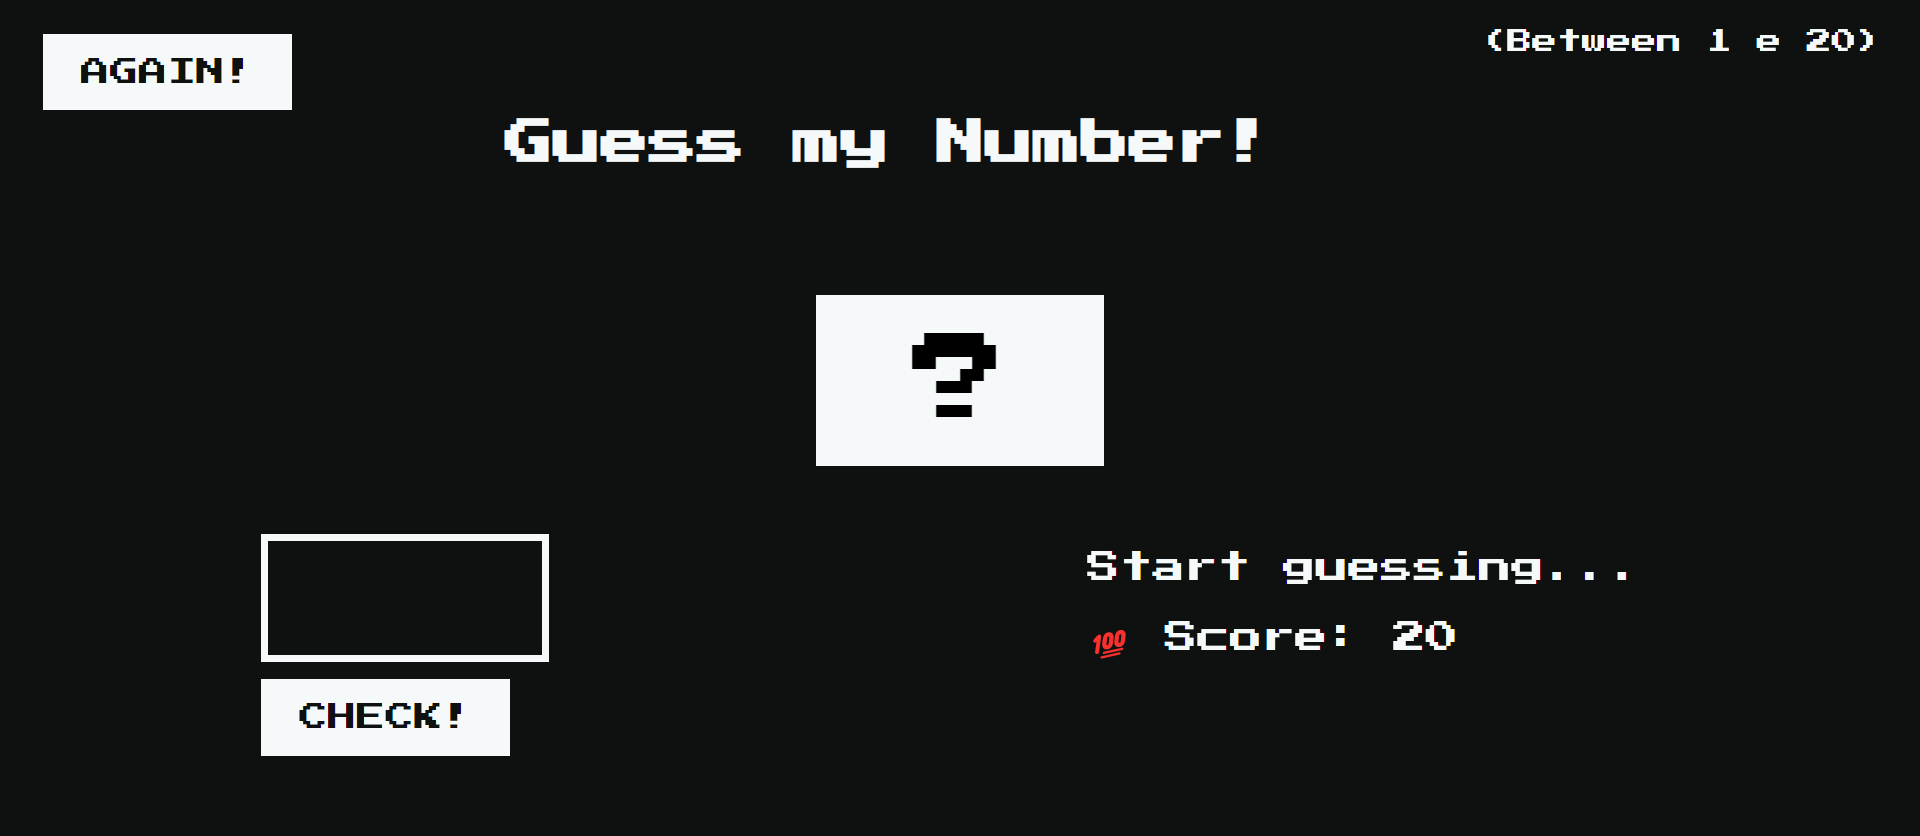 AGAIN!
(Between 1 e 20)
Guess my Number!
?
Start guessing...
💯 Score: 20
CHECK!